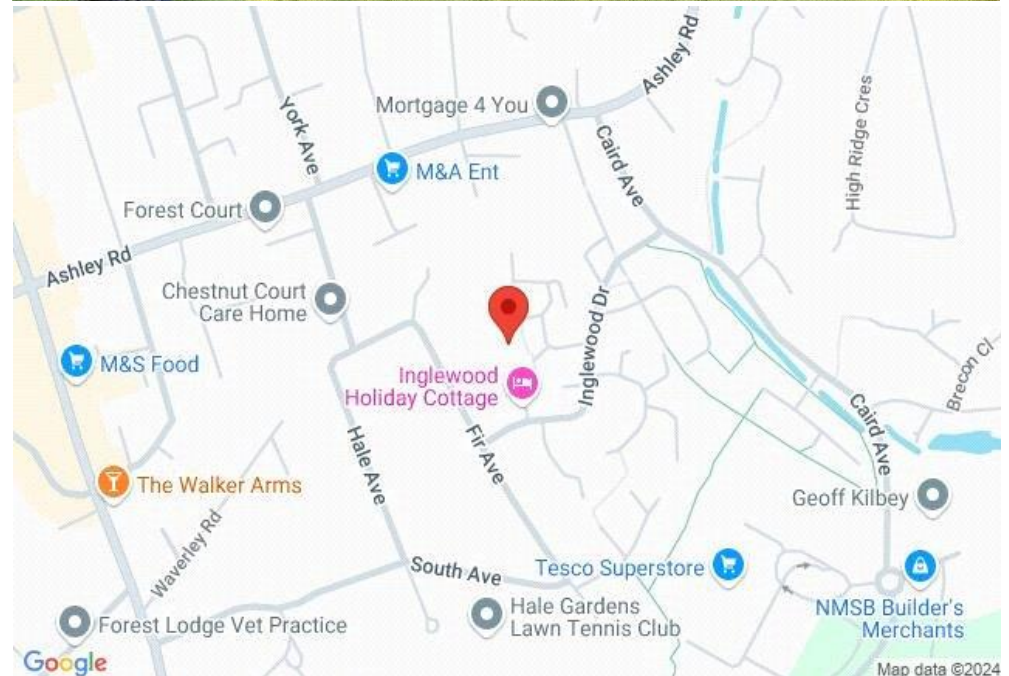 Ashley Rd
Mortgage 4 You
York Ave
Caird Ave
High Ridge Cres
M&A Ent
Forest Court
Ashley Rd
Chestnut Court
Care Home
Inglewood Dr
M&S Food
Inglewood
Holiday Cottage
Brecon Cl
Caird Ave
Hale Ave
Fir Ave
The Walker Arms
Geoff Kilbey
Waverley Rd
South Ave
Tesco Superstore
Hale Gardens
Lawn Tennis Club
NMSB Builder's
Merchants
Forest Lodge Vet Practice
Google
Map data ©2024